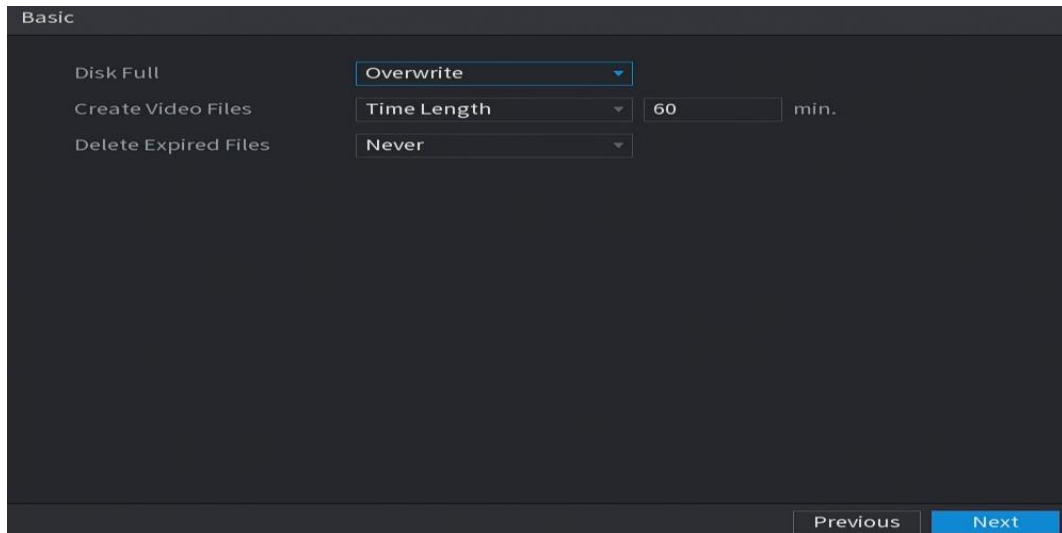 Basic
Disk Full Overwrite
Create Video Files Time Length 60 min.
Delete Expired Files Never
Previous Next